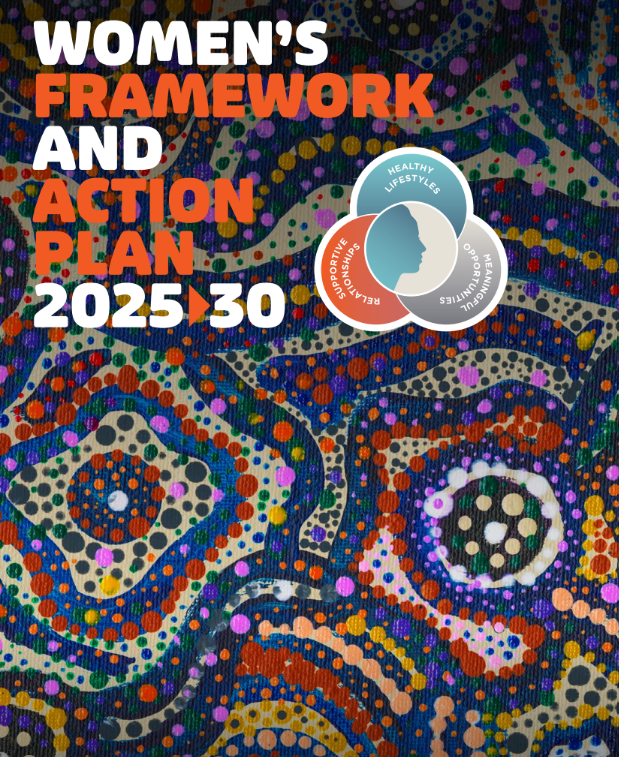 WOMEN'S
FRAMEWORK
AND
ACTION
PLAN
2025▸30
HEALTHY
LIFESTYLES
SUPPORTIVE
RELATIONSHIPS
MEANINGFUL
OPPORTUNITIES